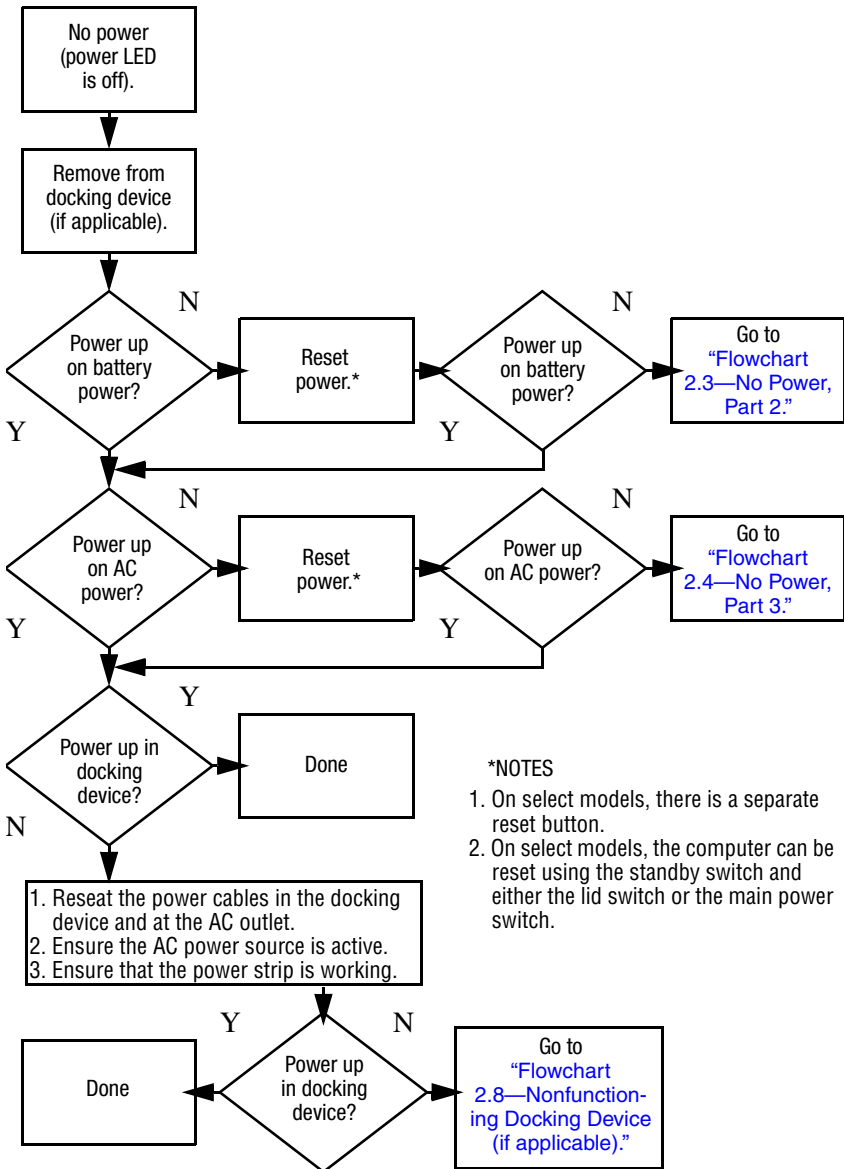 No power
(power LED
is off).
Remove from
docking device
(if applicable).
N
N
Power up
on battery
power?
Reset
power.*
Power up
on battery
power?
Go to
“Flowchart
2.3—No Power,
Part 2.”
Y
Y
N
N
Power up
on AC
power?
Reset
power.*
Power up
on AC power?
Go to
“Flowchart
2.4—No Power,
Part 3.”
Y
Y
Y
Power up in
docking
device?
Done
N
*NOTES
1. On select models, there is a separate
reset button.
2. On select models, the computer can be
reset using the standby switch and
either the lid switch or the main power
switch.
1. Reseat the power cables in the docking
device and at the AC outlet.
2. Ensure the AC power source is active.
3. Ensure that the power strip is working.
Y
N
Done
Power up
in docking
device?
Go to
“Flowchart
2.8—Nonfunction-
ing Docking Device
(if applicable).”